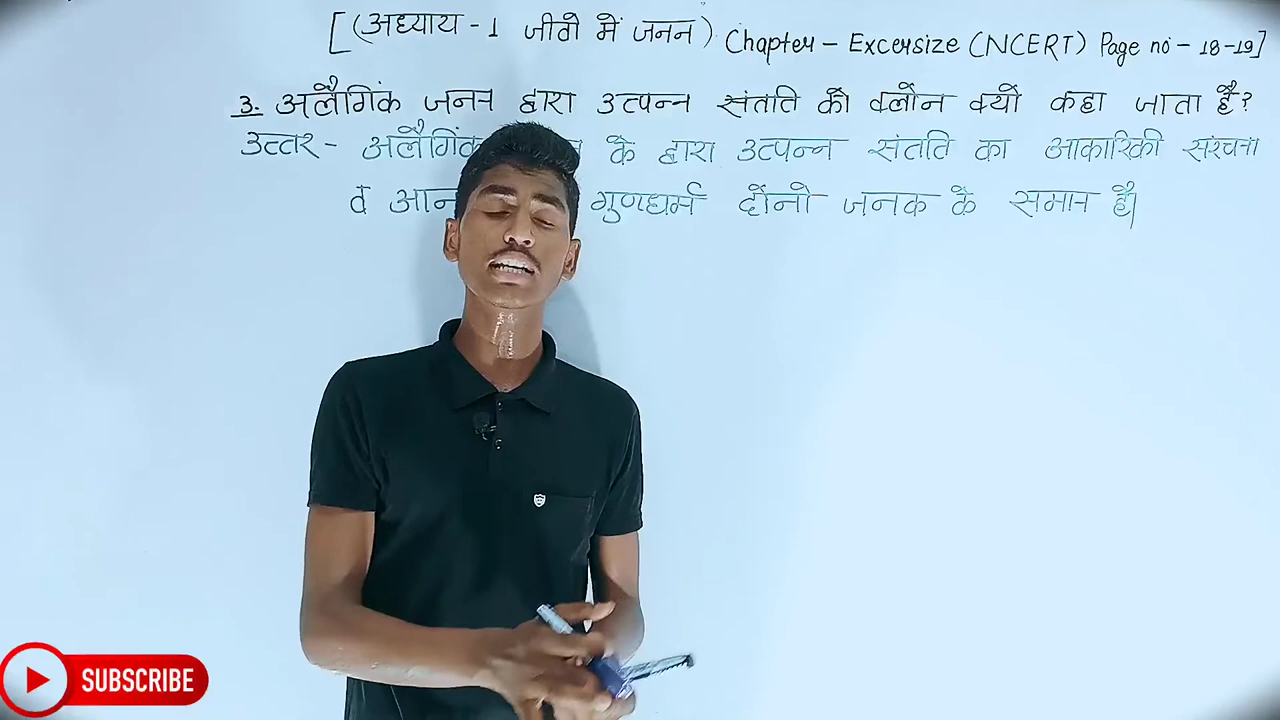 [(अध्याय - 1 जीवो में जनन) Chapter - Excersize (NCERT) Page no - 18-19]
3. अलैगिंक जनन द्वारा उत्पन्न संतति को क्लोन क्यो कहा जाता है?
उत्तर- अलैगिंक के द्वारा उत्पन्न संतति का आकारिकी संरचना
व आन गुणधर्म दोनो जनक के समान है।
SUBSCRIBE